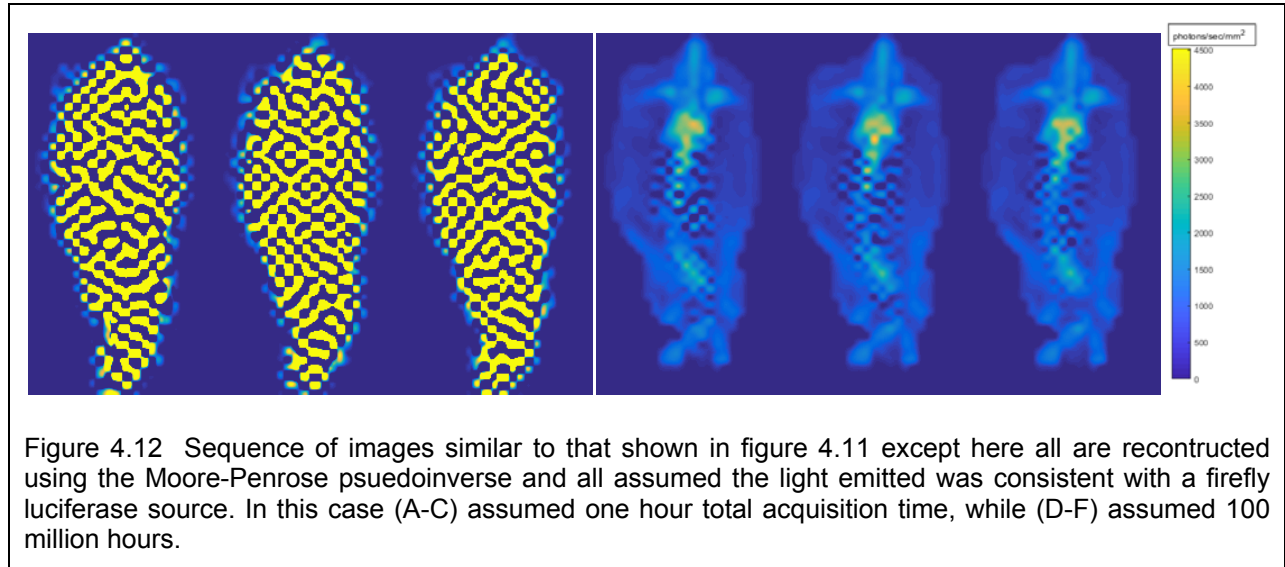 photons/sec/mm²
4500
4000
3500
3000
2500
2000
1500
1000
500
0
Figure 4.12 Sequence of images similar to that shown in figure 4.11 except here all are recontructed
using the Moore-Penrose psuedoinverse and all assumed the light emitted was consistent with a firefly
luciferase source. In this case (A-C) assumed one hour total acquisition time, while (D-F) assumed 100
million hours.